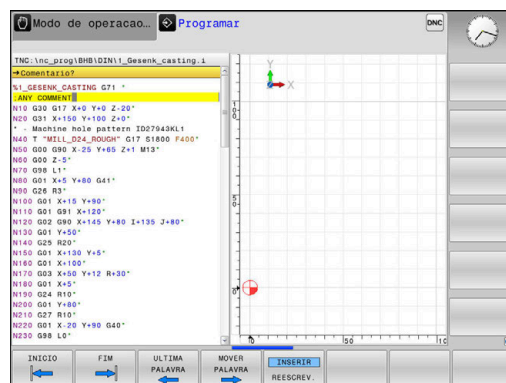 Modo de operacao...
Programar
DNC
TNC:\nc_prog\BHB\DIN\1_Gesenk_casting.i
→Comentario?
%1_GESENK_CASTING G71 *
;ANY COMMENT
N10 G30 G17 X+0 Y+0 Z-20*
N20 G31 X+150 Y+100 Z+0*
* - Machine hole pattern ID27943KL1
N40 T "MILL_D24_ROUGH" G17 S1800 F400*
N50 G00 G90 X-25 Y+65 Z+1 M13*
N60 G00 Z-5*
N70 G98 L1*
N80 G01 X+5 Y+80 G41*
N90 G26 R3*
N100 G01 X+15 Y+90*
N110 G01 G91 X+120*
N120 G02 G90 X+145 Y+80 I+135 J+80*
N130 G01 Y+50*
N140 G25 R20*
N150 G01 X+130 Y+5*
N160 G01 X+100*
N170 G03 X+50 Y+12 R+30*
N180 G01 X+5*
N190 G24 R10*
N200 G01 Y+80*
N210 G27 R10*
N220 G01 X-20 Y+90 G40*
N230 G98 L0*
Y
X
100
50
0
0
50
INICIO
FIM
ULTIMA PALAVRA
MOVER PALAVRA
INSERIR
REESCREV.